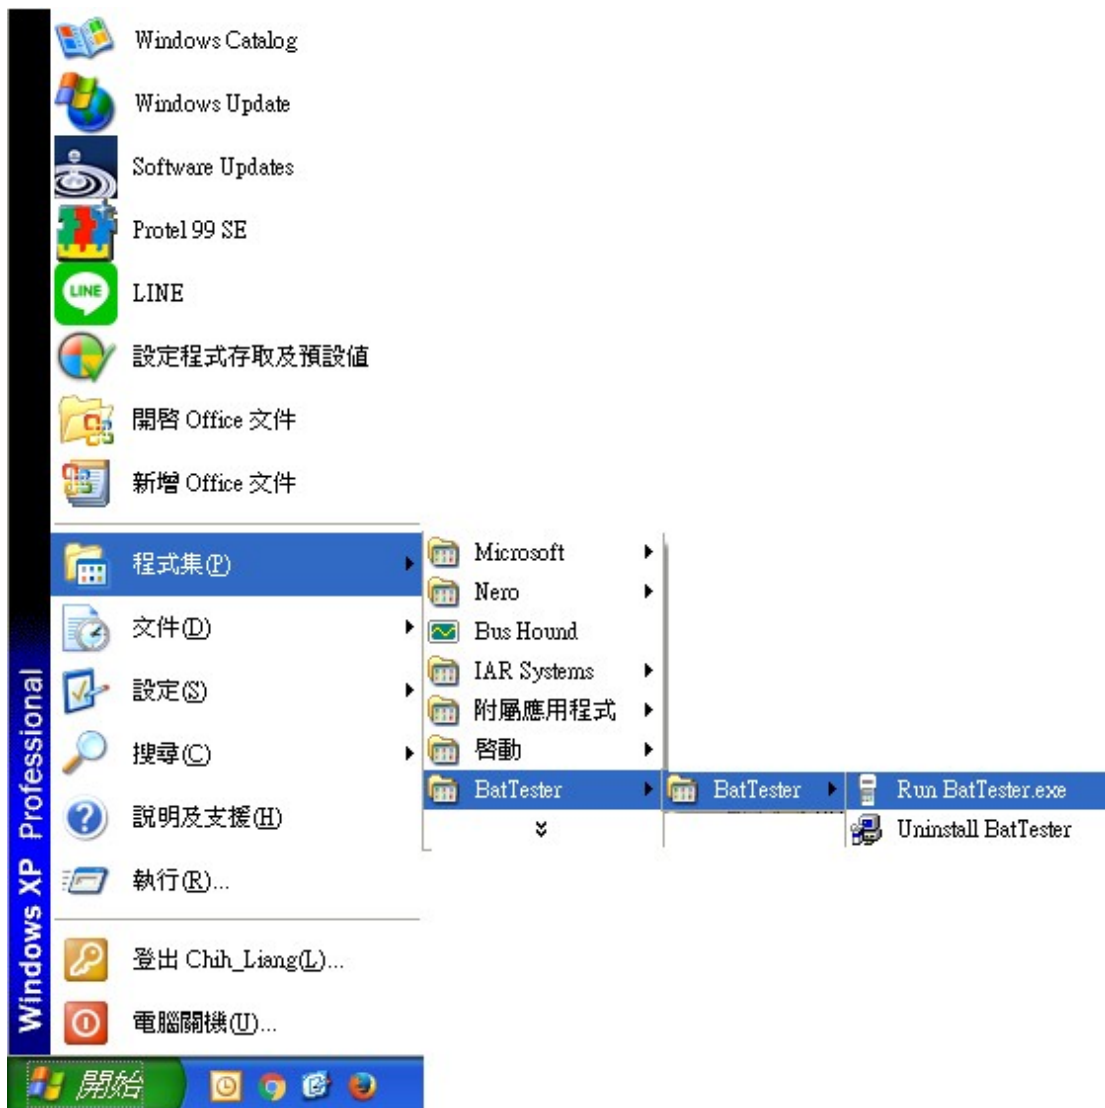 Windows Catalog
Windows Update
Software Updates
Protel 99 SE
LINE
LINE
設定程式存取及預設值
開啓 Office 文件
新增 Office 文件
程式集(P)
文件(D)
設定(S)
搜尋(C)
說明及支援(H)
執行(R)...
登出 Chih_Liang(L)...
電腦關機(U)...
Windows XP Professional
開始
Microsoft
Nero
Bus Hound
IAR Systems
附屬應用程式
啓動
BatTester
BatTester
Run BatTester.exe
Uninstall BatTester